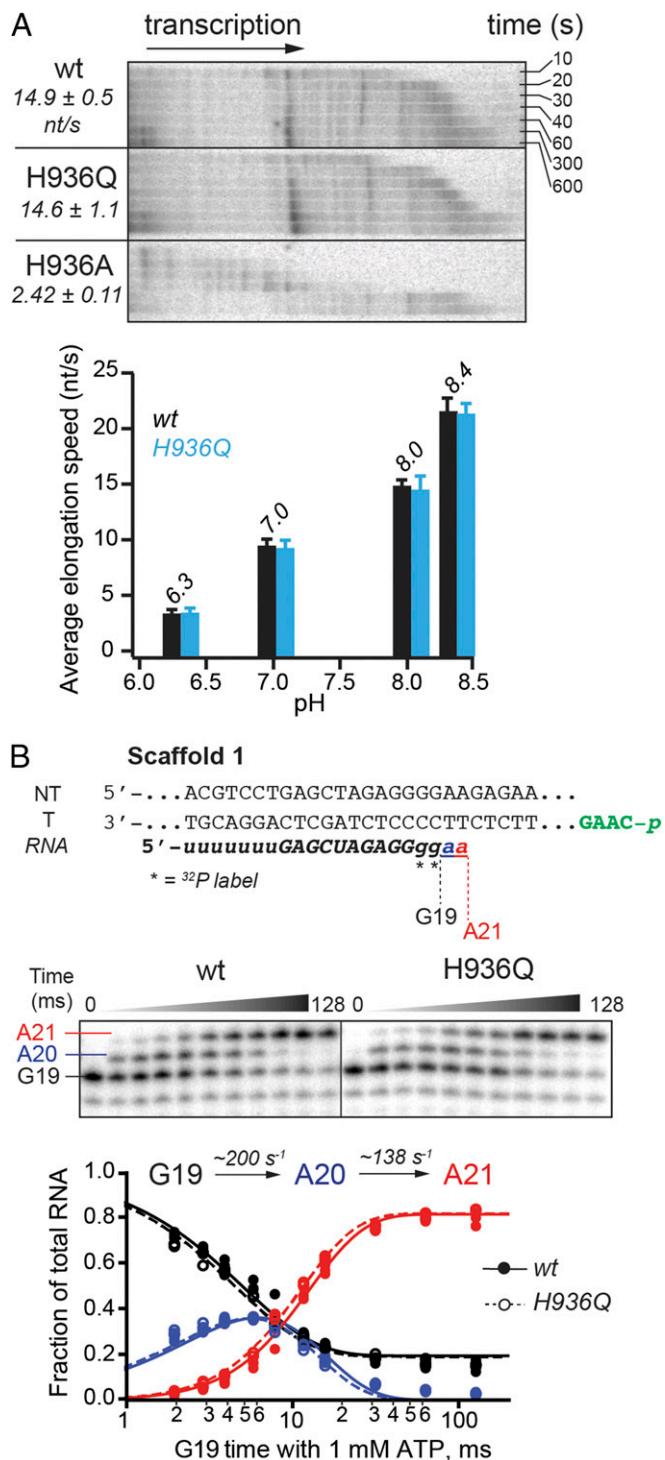 A
transcription
time (s)
wt
14.9 ± 0.5
nt/s
H936Q
14.6 ± 1.1
H936A
2.42 ± 0.11
10
20
30
40
60
300
600
Average elongation speed (nt/s)
25
20
15
10
5
0
wt
H936Q
6.3
7.0
8.0
8.4
6.0 6.5 7.0 7.5 8.0 8.5
pH
B
Scaffold 1
NT 5′-...ACGTCCTGAGCTAGAGGGGAAGAGAA...
T 3′-...TGCAGGACTCGATCTCCCCTTCTCTT...GAAC-p
RNA 5′-uuuuuuuGAGCUAGAGGggaa
* *
* = ³²P label
G19
A21
Time
(ms)
wt
H936Q
0 128
0 128
A21
A20
G19
G19 ~200 s⁻¹ A20 ~138 s⁻¹ A21
Fraction of total RNA
1.0
0.8
0.6
0.4
0.2
0.0
wt
H936Q
1 2 3 4 5 6 10 2 3 4 5 6 100
G19 time with 1 mM ATP, ms